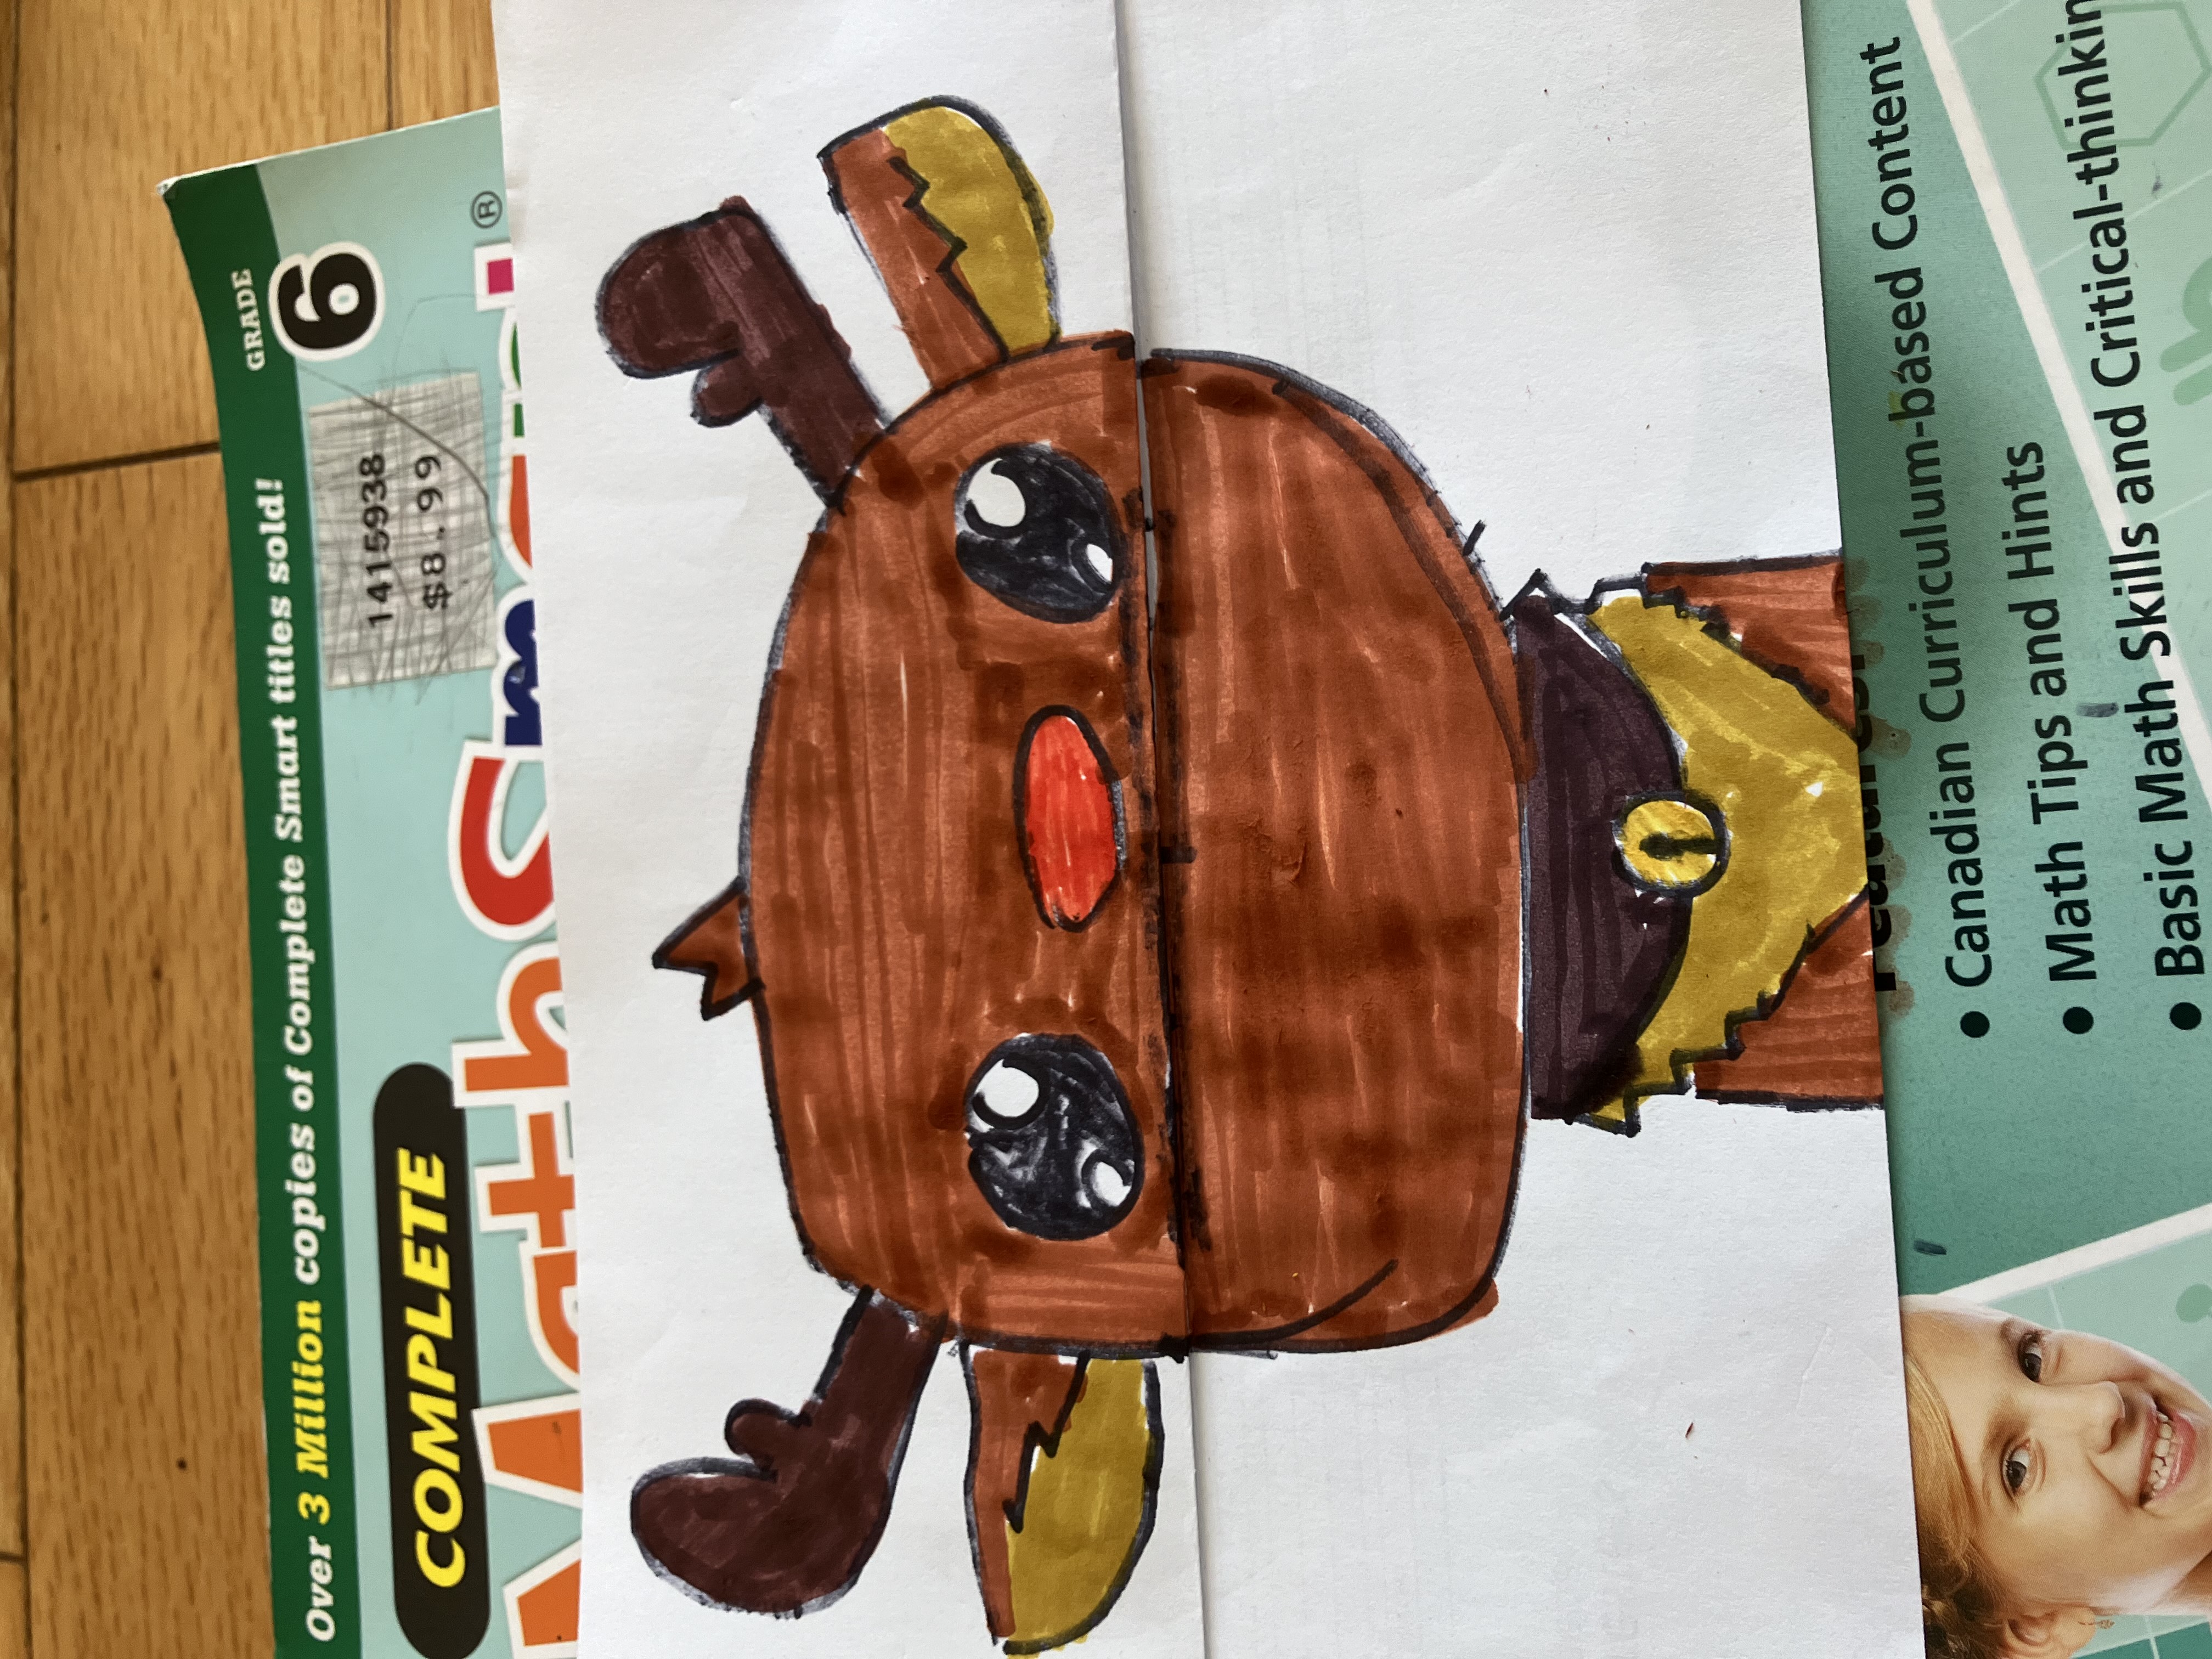 Over 3 Million copies of Complete Smart titles sold!
GRADE
6
1415938
$8.99
COMPLETE
MathSmart®
Features:
• Canadian Curriculum-based Content
• Math Tips and Hints
• Basic Math Skills and Critical-thinkin